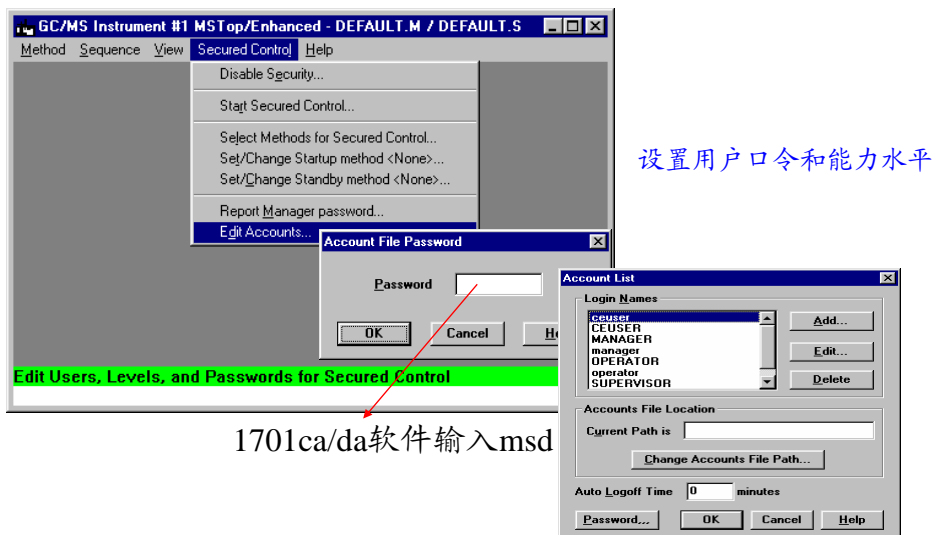 GC/MS Instrument #1 MSTop/Enhanced - DEFAULT.M / DEFAULT.S
Method Sequence View Secured Control Help
Disable Security...
Start Secured Control...
Select Methods for Secured Control...
Set/Change Startup method <None>...
Set/Change Standby method <None>...
Report Manager password...
Edit Accounts...
设置用户口令和能力水平
Account File Password
Password
OK Cancel
Edit Users, Levels, and Passwords for Secured Control
1701ca/da软件输入msd
Account List
Login Names
ceuser
CEUSER
MANAGER
manager
OPERATOR
operator
SUPERVISOR
Add...
Edit...
Delete
Accounts File Location
Current Path is
Change Accounts File Path...
Auto Logoff Time 0 minutes
Password... OK Cancel Help